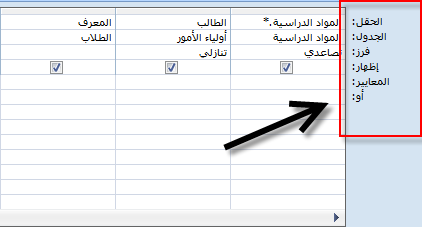 الحقل: المواد الدراسية.* الطالب المعرف
الجدول: المواد الدراسية أولياء الأمور الطلاب
فرز: تصاعدي تنازلي
إظهار:
المعايير:
أو: